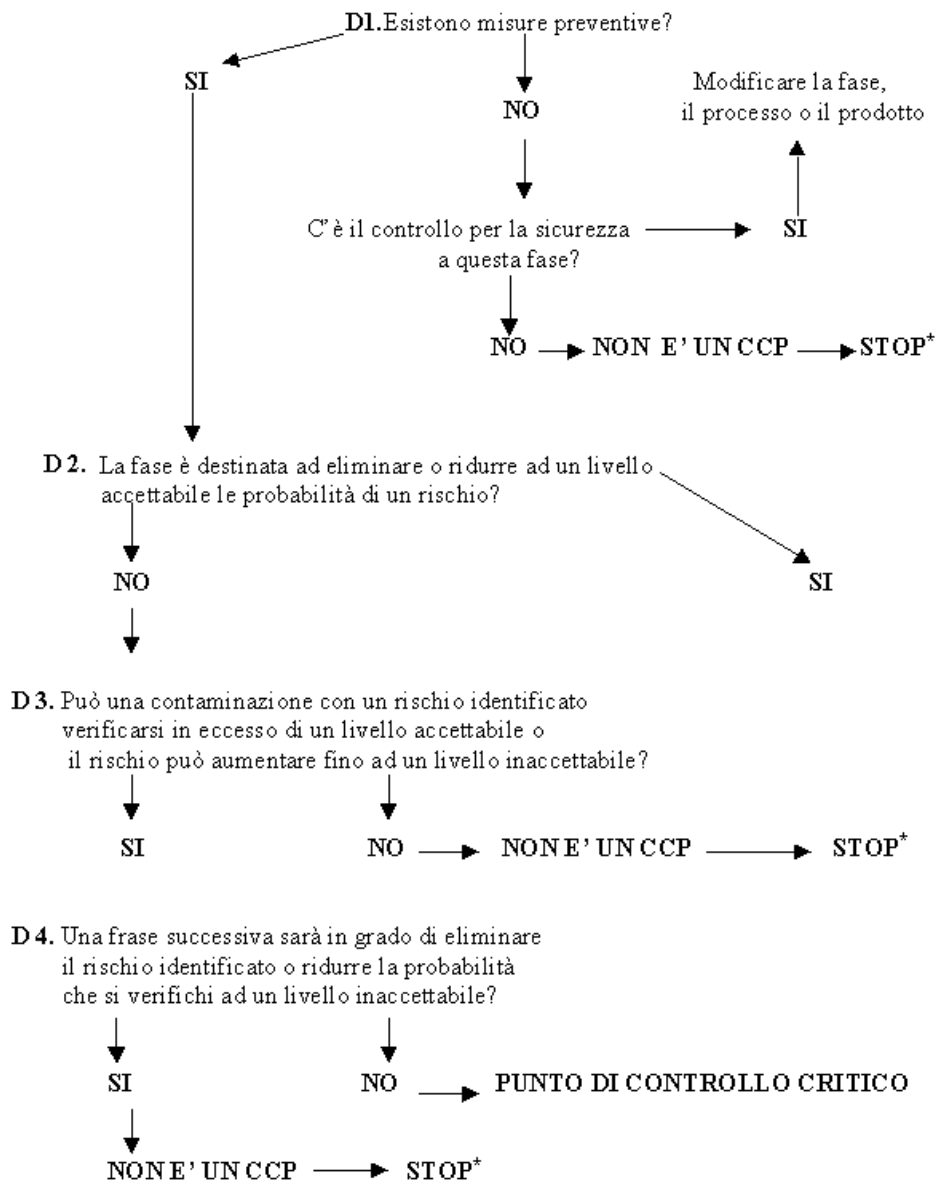 D1.Esistono misure preventive?
SI
NO
Modificare la fase,
il processo o il prodotto
C'è il controllo per la sicurezza
a questa fase?
SI
NO
NON E' UN CCP
STOP*
D 2. La fase è destinata ad eliminare o ridurre ad un livello
accettabile le probabilità di un rischio?
NO
SI
D 3. Può una contaminazione con un rischio identificato
verificarsi in eccesso di un livello accettabile o
il rischio può aumentare fino ad un livello inaccettabile?
SI
NO
NON E' UN CCP
STOP*
D 4. Una frase successiva sarà in grado di eliminare
il rischio identificato o ridurre la probabilità
che si verifichi ad un livello inaccettabile?
SI
NO
PUNTO DI CONTROLLO CRITICO
NON E' UN CCP
STOP*